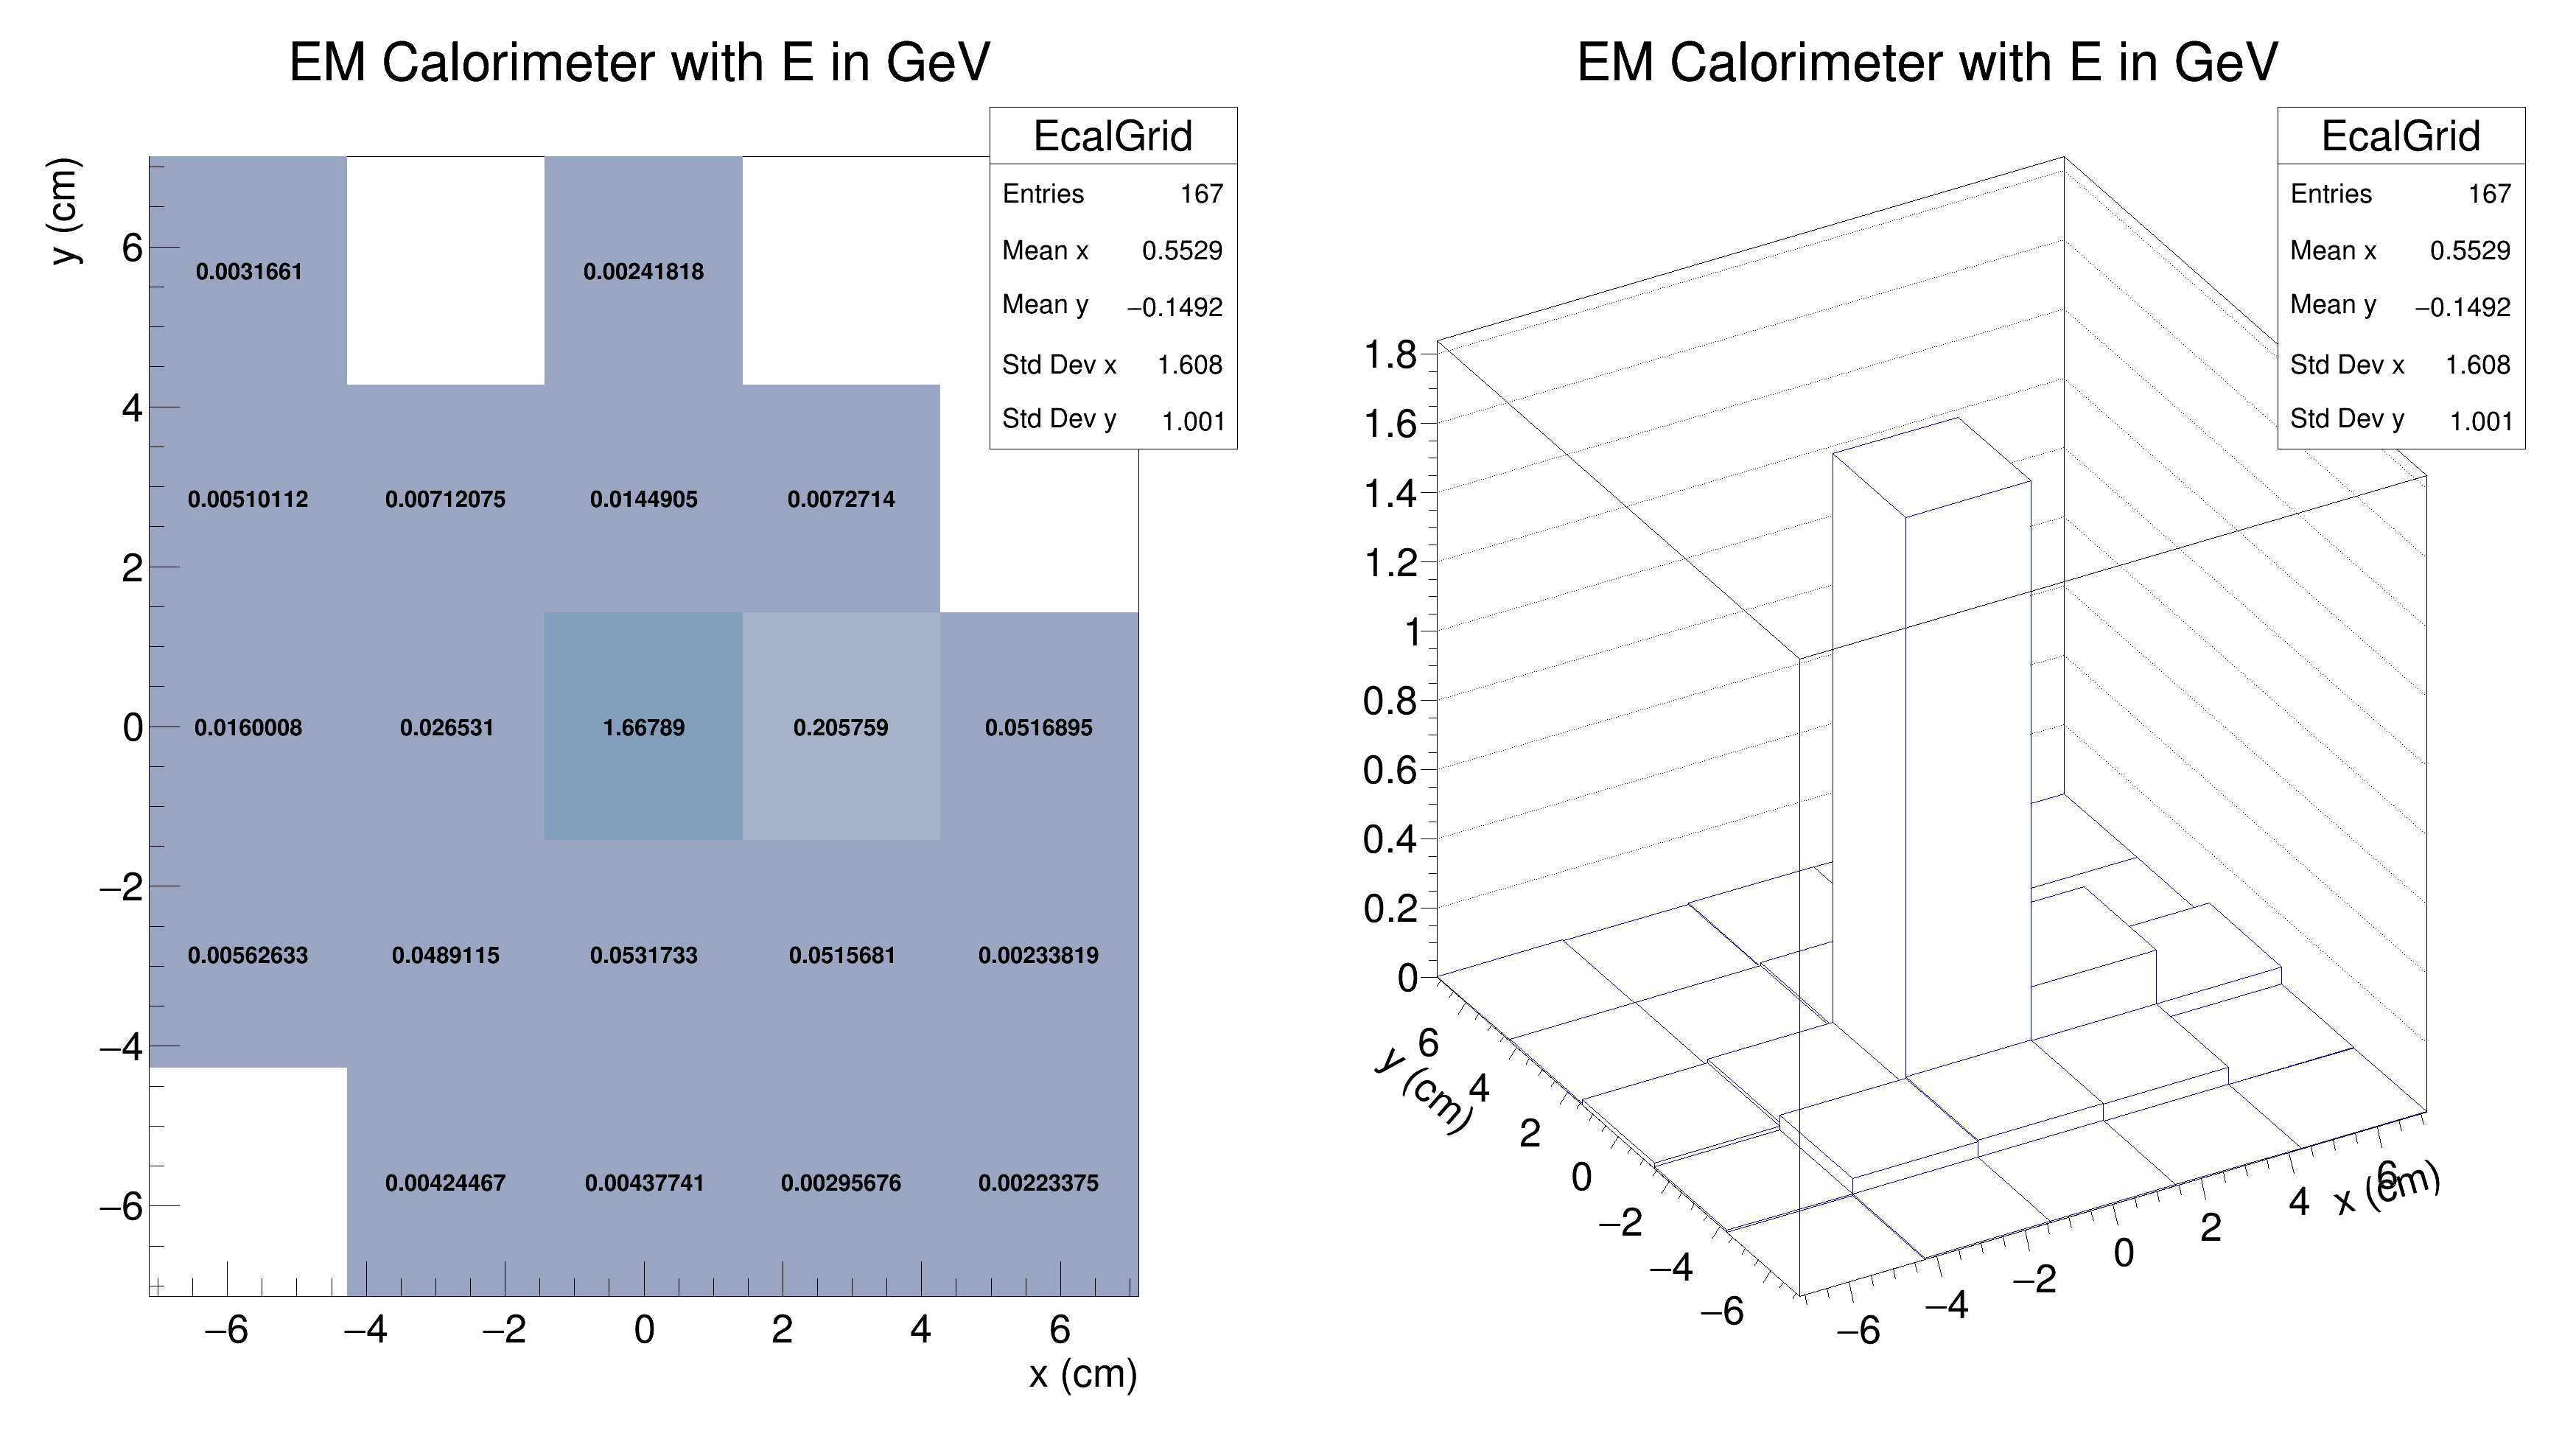 EM Calorimeter with E in GeV
EcalGrid
Entries 167
Mean x 0.5529
Mean y −0.1492
Std Dev x 1.608
Std Dev y 1.001
y (cm)
6
4
2
0
−2
−4
−6
0.0031661 0.00241818
0.00510112 0.00712075 0.0144905 0.0072714
0.0160008 0.026531 1.66789 0.205759 0.0516895
0.00562633 0.0489115 0.0531733 0.0515681 0.00233819
0.00424467 0.00437741 0.00295676 0.00223375
−6 −4 −2 0 2 4 6
x (cm)
EM Calorimeter with E in GeV
EcalGrid
Entries 167
Mean x 0.5529
Mean y −0.1492
Std Dev x 1.608
Std Dev y 1.001
1.8
1.6
1.4
1.2
1
0.8
0.6
0.4
0.2
0
y (cm)
6
4
2
0
−2
−4
−6
−6
−4
−2
0
2
4
6
x (cm)